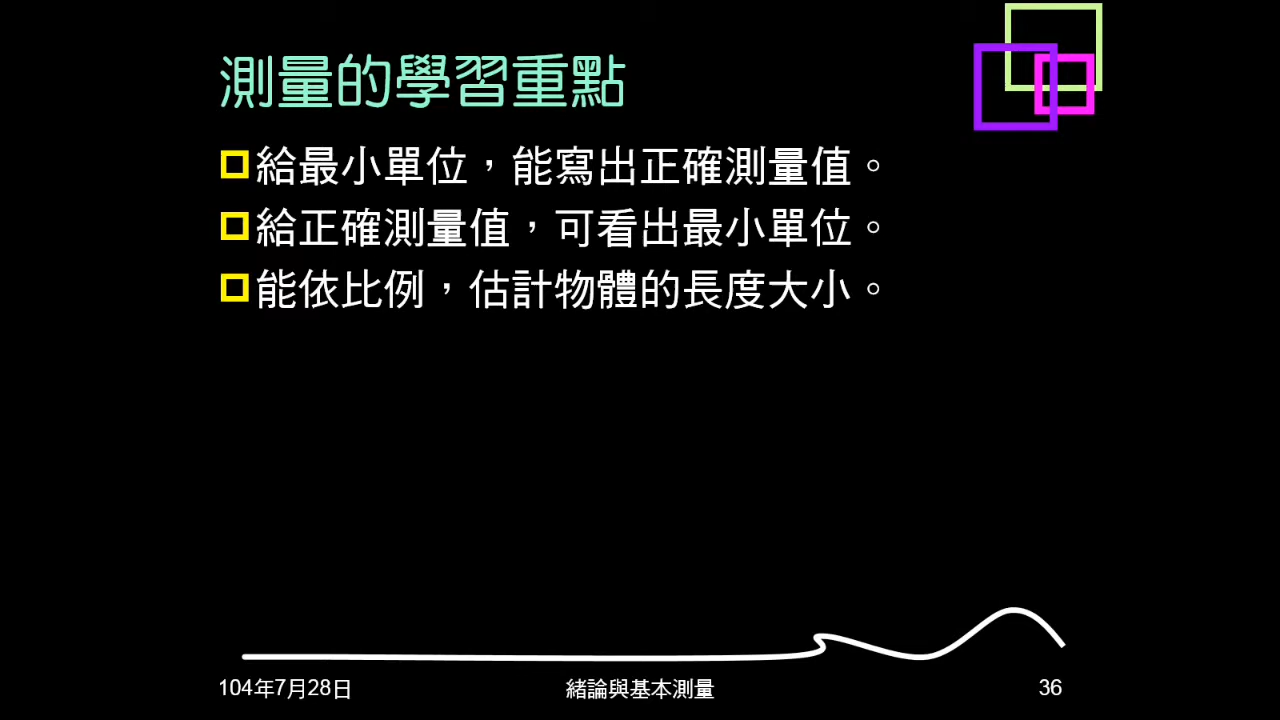 測量的學習重點
給最小單位，能寫出正確測量值。
給正確測量值，可看出最小單位。
能依比例，估計物體的長度大小。
104年7月28日
緒論與基本測量
36